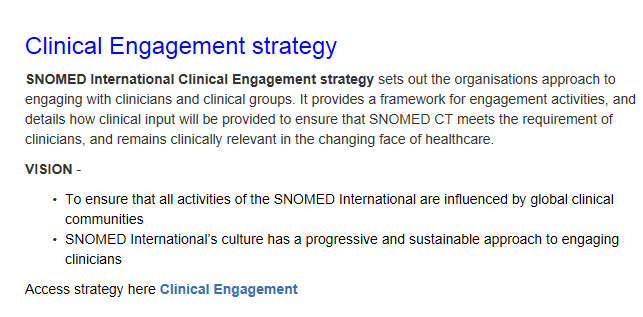 Clinical Engagement strategy
SNOMED International Clinical Engagement strategy sets out the organisations approach to
engaging with clinicians and clinical groups. It provides a framework for engagement activities, and
details how clinical input will be provided to ensure that SNOMED CT meets the requirement of
clinicians, and remains clinically relevant in the changing face of healthcare.
VISION -
• To ensure that all activities of the SNOMED International are influenced by global clinical
communities
• SNOMED International's culture has a progressive and sustainable approach to engaging
clinicians
Access strategy here Clinical Engagement